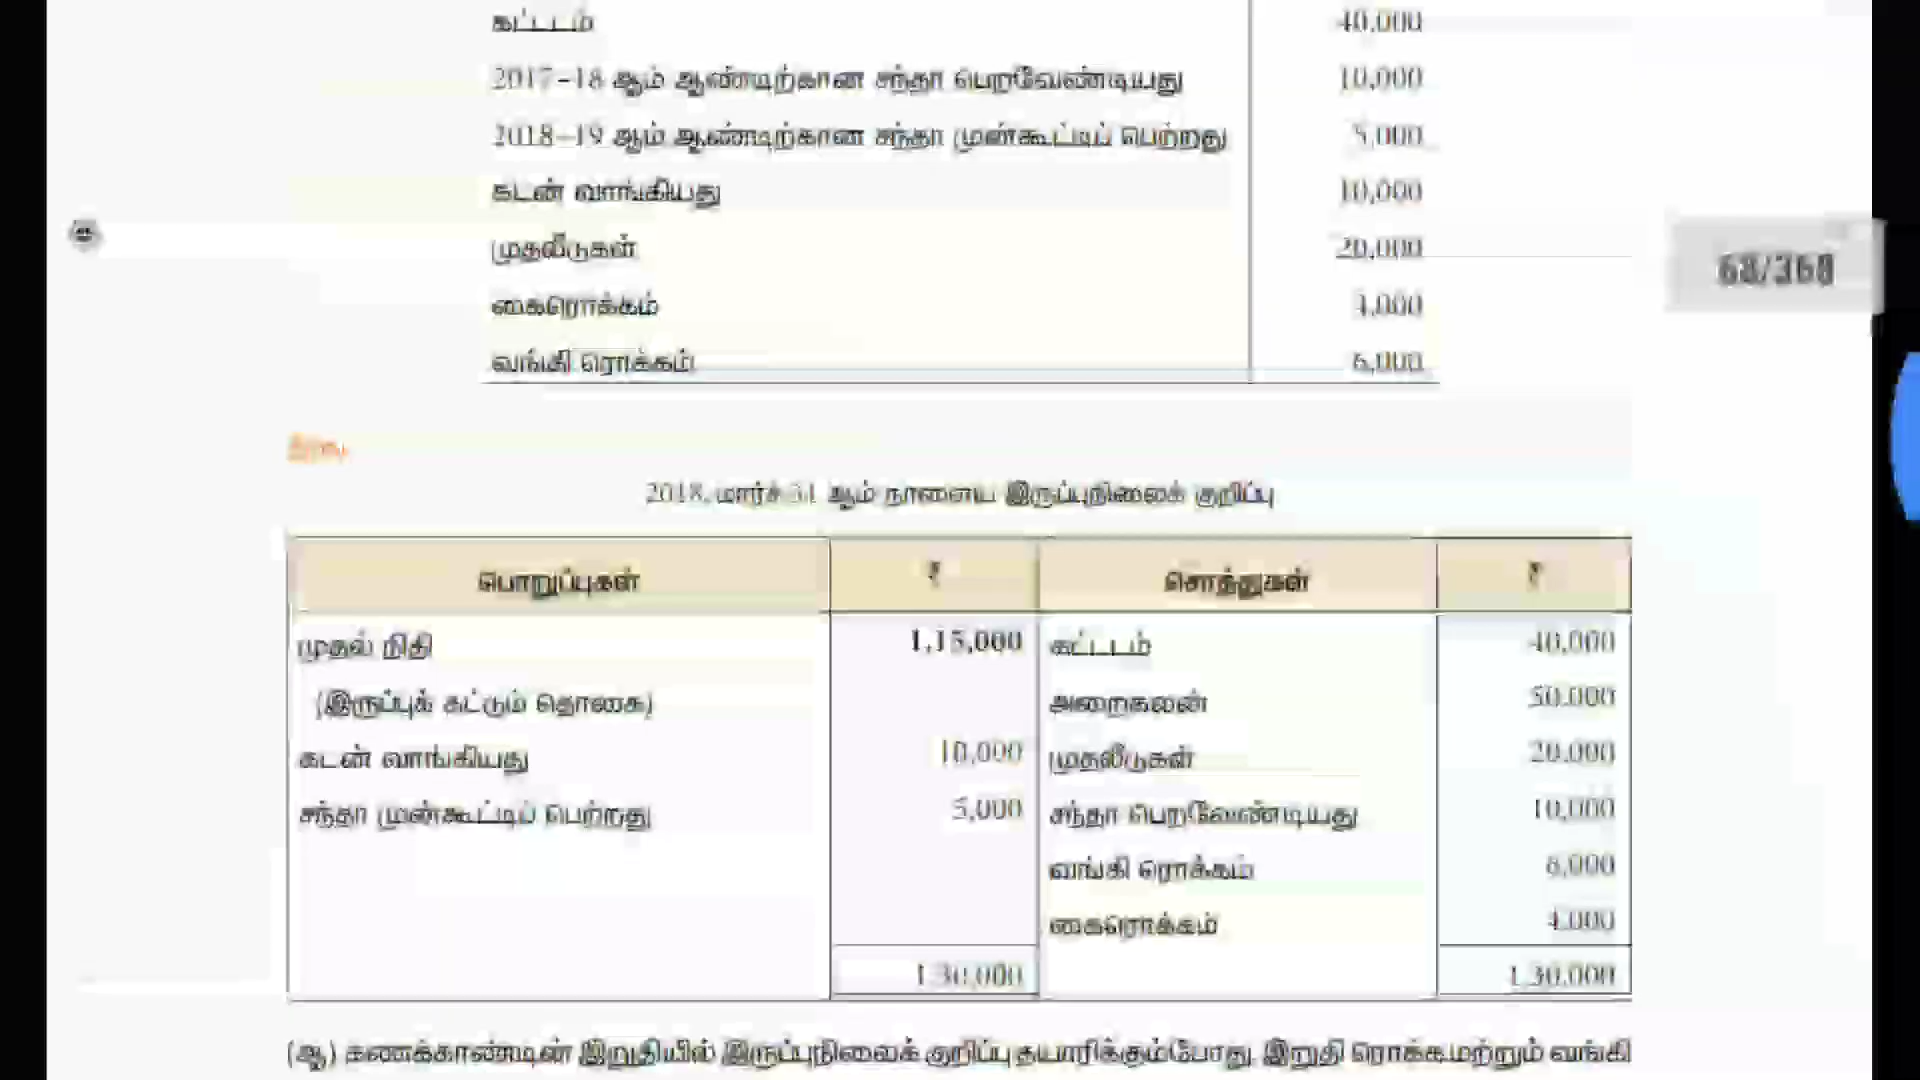 கட்டடம் 40,000
2017–18 ஆம் ஆண்டிற்கான சந்தா பெறவேண்டியது 10,000
2018–19 ஆம் ஆண்டிற்கான சந்தா முன்கூட்டிப் பெற்றது 5,000
கடன் வாங்கியது 10,000
முதலீடுகள் 20,000
68/368
கைரொக்கம் 4,000
வங்கி ரொக்கம் 6,000
தீர்வு
2018, மார்ச் 31 ஆம் நாளைய இருப்புநிலைக் குறிப்பு
பொறுப்புகள் ₹ சொத்துகள் ₹
முதல் நிதி 1,15,000 கட்டடம் 40,000
(இருப்புக் கட்டும் தொகை) அறைகலன் 50,000
கடன் வாங்கியது 10,000 முதலீடுகள் 20,000
சந்தா முன்கூட்டிப் பெற்றது 5,000 சந்தா பெறவேண்டியது 10,000
வங்கி ரொக்கம் 6,000
கைரொக்கம் 4,000
1,30,000 1,30,000
(ஆ) கணக்காண்டின் இறுதியில் இருப்புநிலைக் குறிப்பு தயாரிக்கும்போது, இறுதி ரொக்கமற்றும் வங்கி